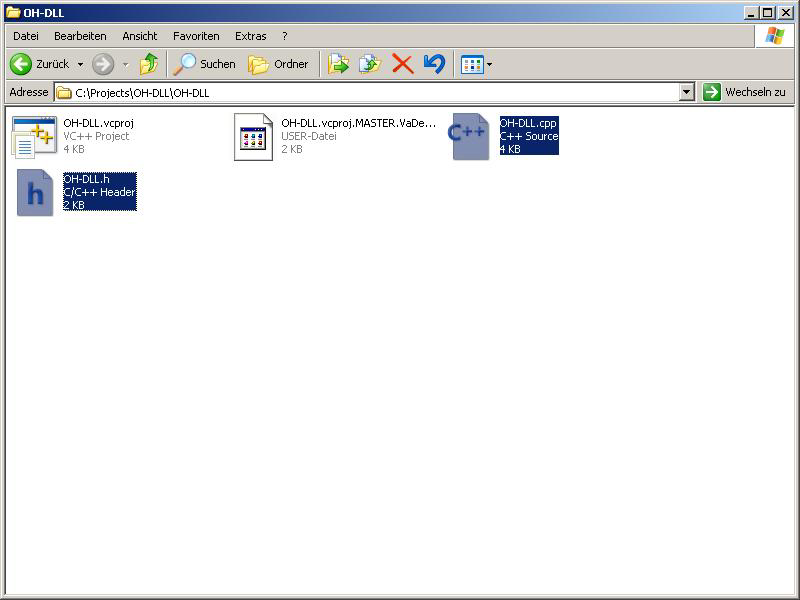 OH-DLL
Datei Bearbeiten Ansicht Favoriten Extras ?
Zurück Suchen Ordner
Adresse C:\Projects\OH-DLL\OH-DLL Wechseln zu
OH-DLL.vcproj
VC++ Project
4 KB
OH-DLL.vcproj.MASTER.VaDe...
USER-Datei
2 KB
C++
OH-DLL.cpp
C++ Source
4 KB
h
OH-DLL.h
C/C++ Header
2 KB